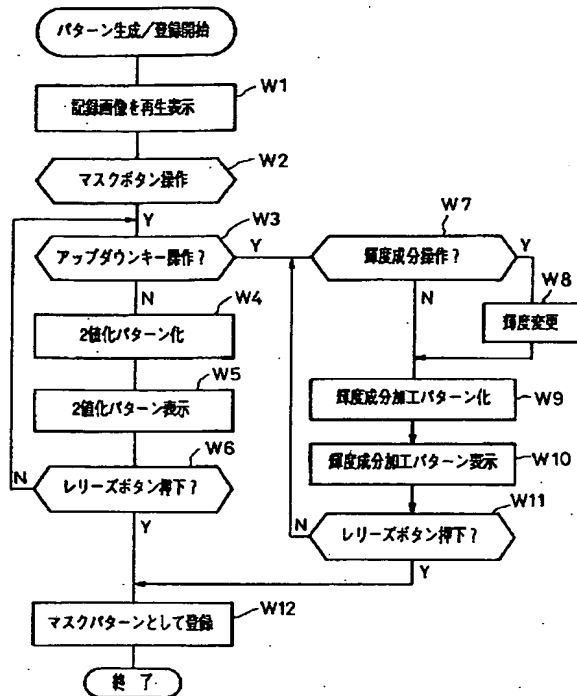 パターン生成／登録開始
W1
記録画像を再生表示
W2
マスクボタン操作
Y
W3
アップダウンキー操作？
Y
N
W4
2値化パターン化
W5
2値化パターン表示
W6
レリーズボタン押下？
N
Y
W7
輝度成分操作？
Y
N
W8
輝度変更
輝度成分加工パターン化
W9
輝度成分加工パターン表示
W10
W11
レリーズボタン押下？
N
Y
マスクパターンとして登録
W12
終 了